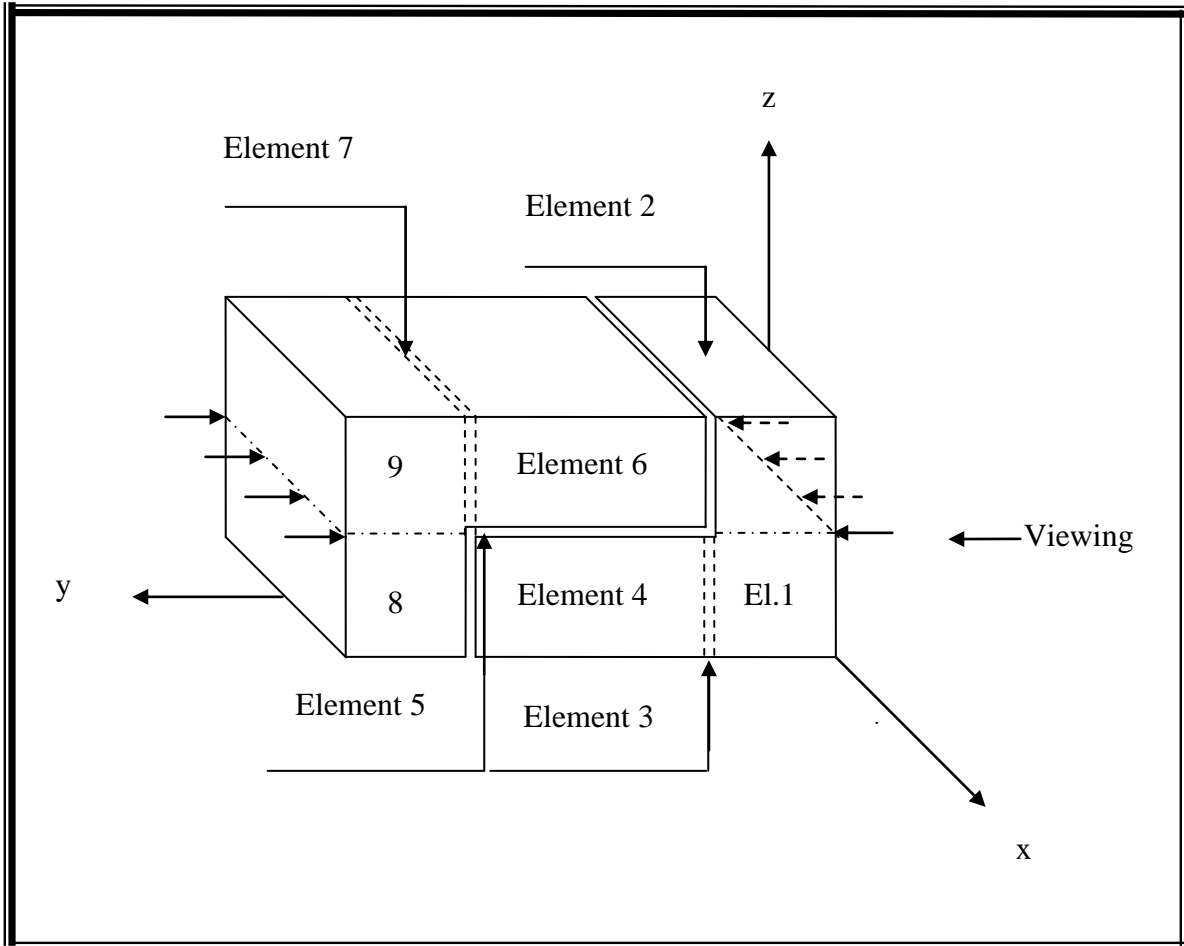 z
Element 7
Element 2
9
Element 6
Viewing
y
8
Element 4
El.1
Element 5
Element 3
x